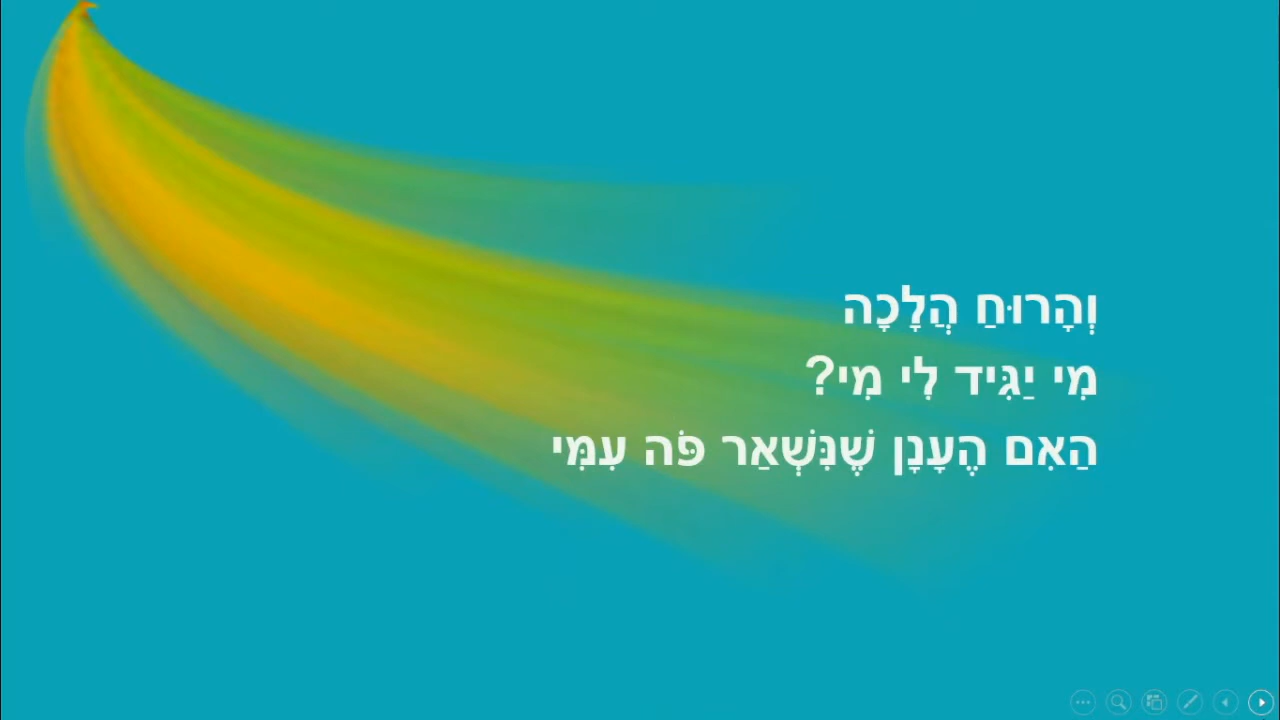 וְהָרוּחַ הֲלָכָה
מִי יַגִּיד לִי מִי?
הַאִם הֶעָנָן שֶׁנִּשְׁאַר פֹּה עִמִּי